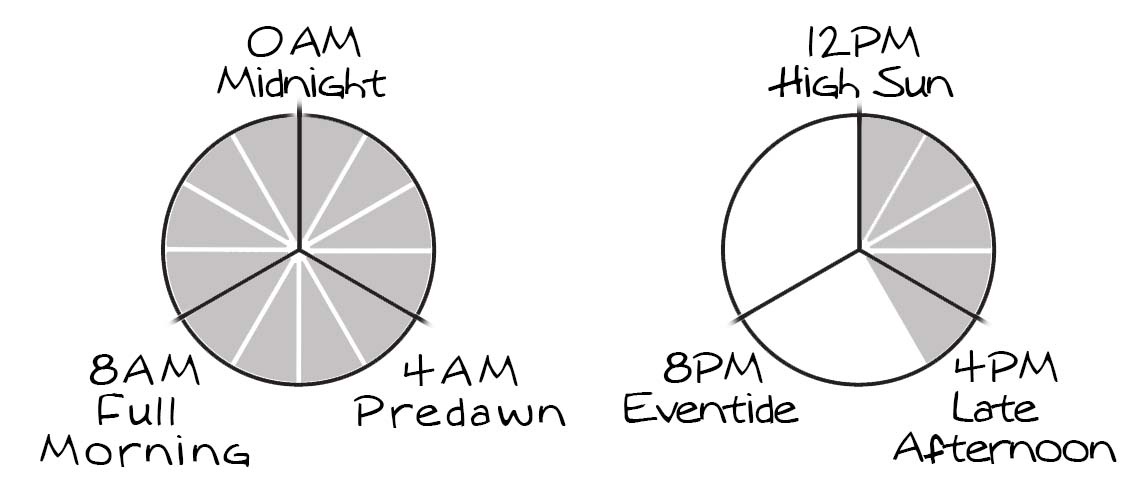 0AM
Midnight
8AM
Full
Morning
4AM
Predawn
12PM
High Sun
8PM
Eventide
4PM
Late
Afternoon